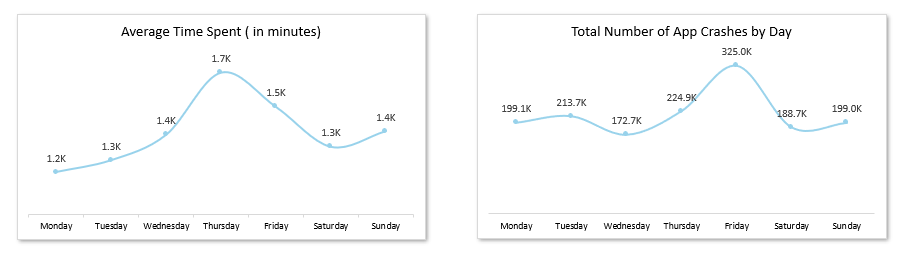 Average Time Spent ( in minutes)
1.7K
1.5K
1.4K
1.4K
1.3K
1.3K
1.2K
Monday Tuesday Wednesday Thursday Friday Saturday Sunday
Total Number of App Crashes by Day
325.0K
224.9K
213.7K
199.1K
199.0K
188.7K
172.7K
Monday Tuesday Wednesday Thursday Friday Saturday Sunday